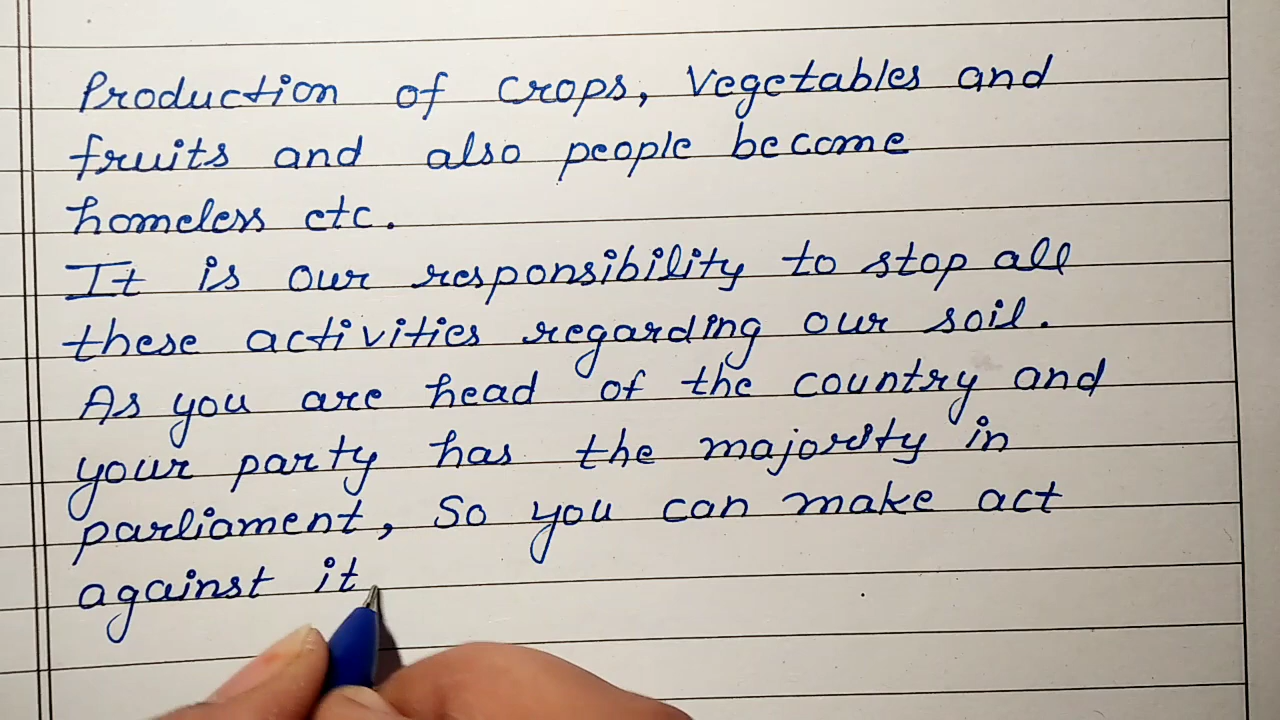 Production of crops, Vegetables and
fruits and also people become
homeless etc.
It is our responsibility to stop all
these activities regarding our soil.
As you are head of the country and
your party has the majority in
parliament, So you can make act
against it